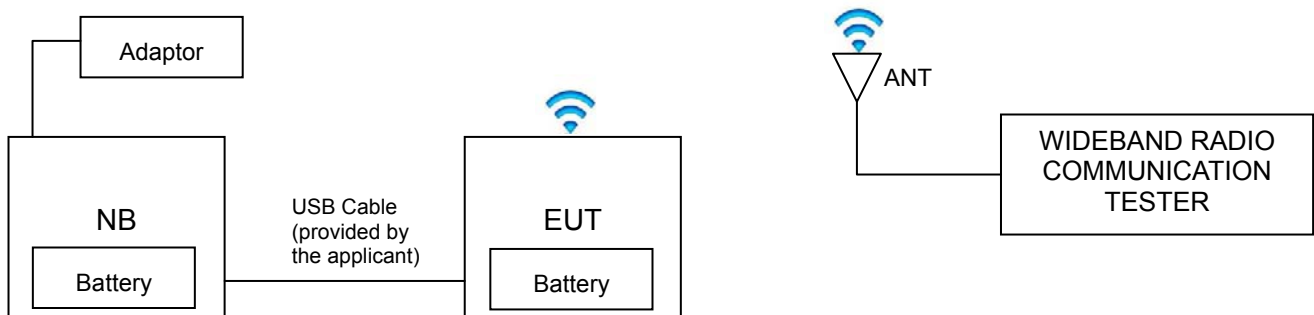 Adaptor
NB
Battery
USB Cable
(provided by
the applicant)
EUT
Battery
ANT
WIDEBAND RADIO
COMMUNICATION
TESTER